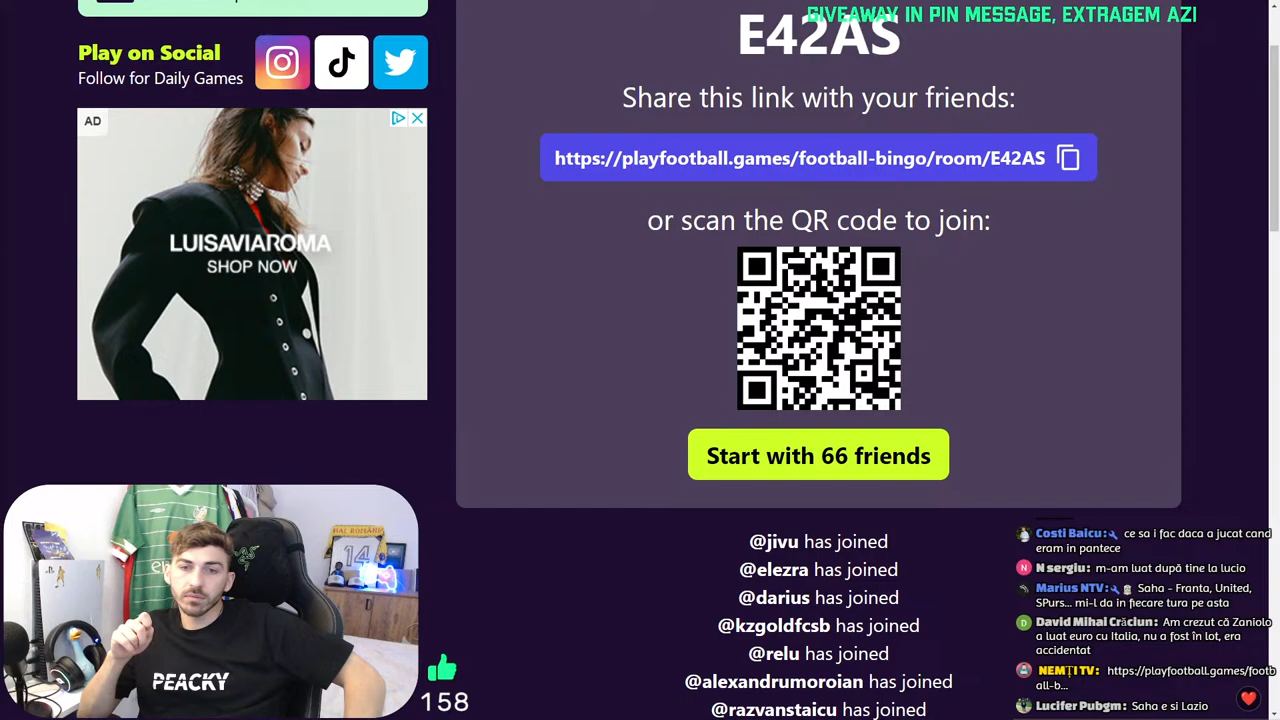 GIVEAWAY IN PIN MESSAGE, EXTRAGEM AZI
E42AS
Play on Social
Follow for Daily Games
Share this link with your friends:
AD
https://playfootball.games/football-bingo/room/E42AS
or scan the QR code to join:
LUISAVIAROMA
SHOP NOW
Start with 66 friends
@jivu has joined
@elezra has joined
@darius has joined
@kzgoldfcsb has joined
@relu has joined
@alexandrumoroian has joined
@razvanstaicu has joined
HAI, ROMÂNIA
14
PEACKY
158
Costi Baicu: ce sa i fac daca a jucat cand
eram in pantece
N sergiu: m-am luat după tine la lucio
Marius NTV: Saha - Franta, United,
SPurs... mi-l da in fiecare tura pe asta
David Mihai Crăciun: Am crezut că Zaniolo
a luat euro cu Italia, nu a fost în lot, era
accidentat
NEMȚI TV: https://playfootball.games/footb
all-b...
Lucifer Pubgm: Saha e si Lazio